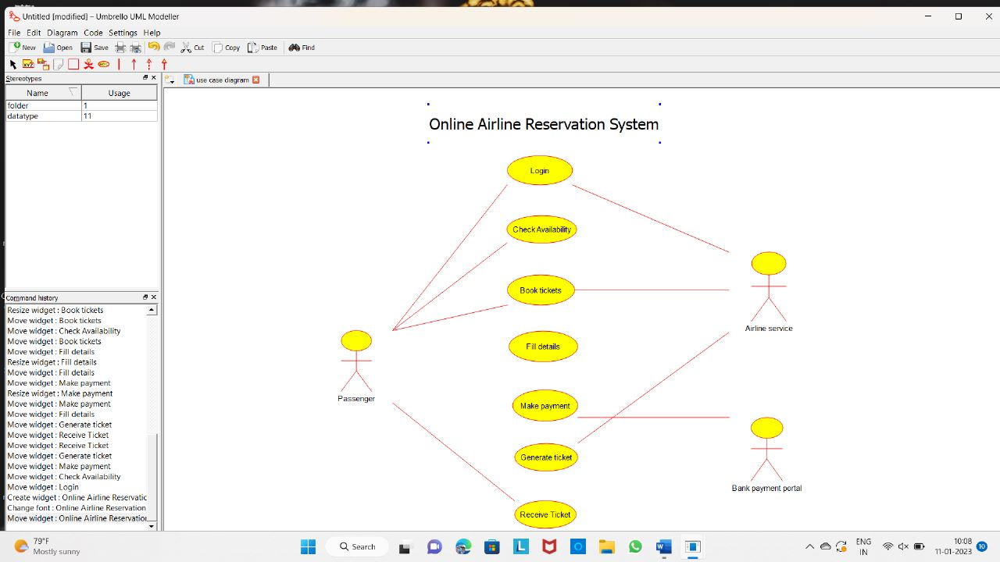 Untitled [modified] – Umbrello UML Modeller
File Edit Diagram Code Settings Help
New Open Save Cut Copy Paste Find
Stereotypes
use case diagram
Name Usage
folder 1
datatype 11
Online Airline Reservation System
Login
Check Availability
Book tickets
Fill details
Make payment
Generate ticket
Receive Ticket
Passenger
Airline service
Bank payment portal
Command history
Resize widget : Book tickets
Move widget : Book tickets
Move widget : Check Availability
Move widget : Book tickets
Move widget : Fill details
Resize widget : Fill details
Move widget : Fill details
Move widget : Make payment
Resize widget : Make payment
Move widget : Make payment
Move widget : Fill details
Move widget : Generate ticket
Move widget : Receive Ticket
Move widget : Receive Ticket
Move widget : Generate ticket
Move widget : Make payment
Move widget : Check Availability
Move widget : Login
Create widget : Online Airline Reservatic
Change font : Online Airline Reservation
Move widget : Online Airline Reservation
79°F
Mostly sunny
Search
ENG
IN
10:08
11-01-2023
10